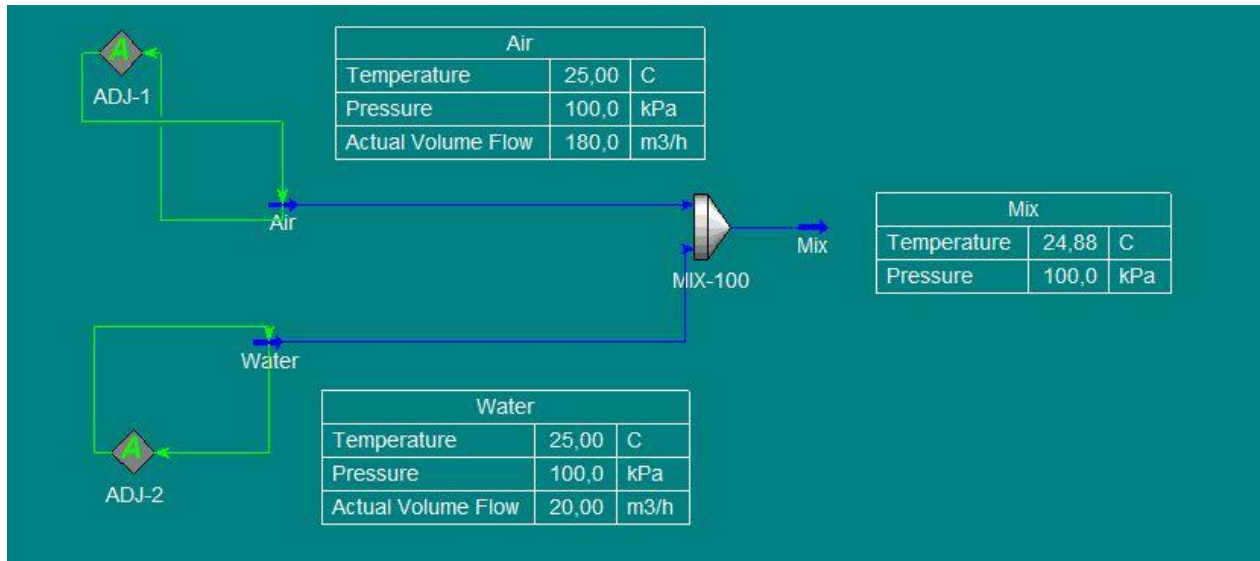 A
ADJ-1
Air
Temperature 25,00 C
Pressure 100,0 kPa
Actual Volume Flow 180,0 m3/h
Air
MIX-100
Mix
Mix
Temperature 24,88 C
Pressure 100,0 kPa
Water
A
ADJ-2
Water
Temperature 25,00 C
Pressure 100,0 kPa
Actual Volume Flow 20,00 m3/h